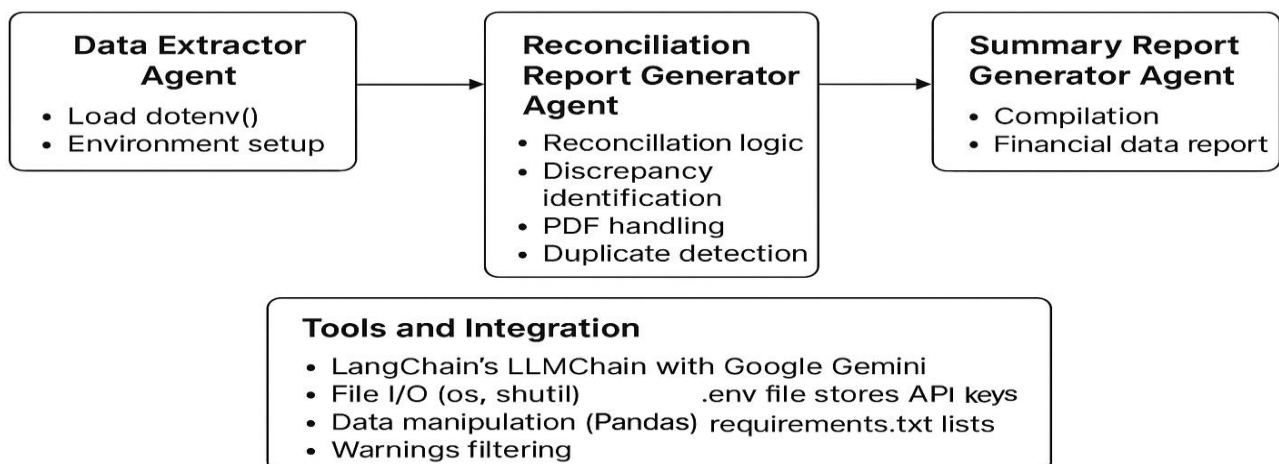 Data Extractor
Agent
• Load dotenv()
• Environment setup
Reconciliation
Report Generator
Agent
• Reconcillation logic
• Discrepancy
identification
• PDF handling
• Duplicate detection
Summary Report
Generator Agent
• Compilation
• Financial data report
Tools and Integration
• LangChain's LLMChain with Google Gemini
• File I/O (os, shutil) .env file stores API keys
• Data manipulation (Pandas) requirements.txt lists
• Warnings filtering